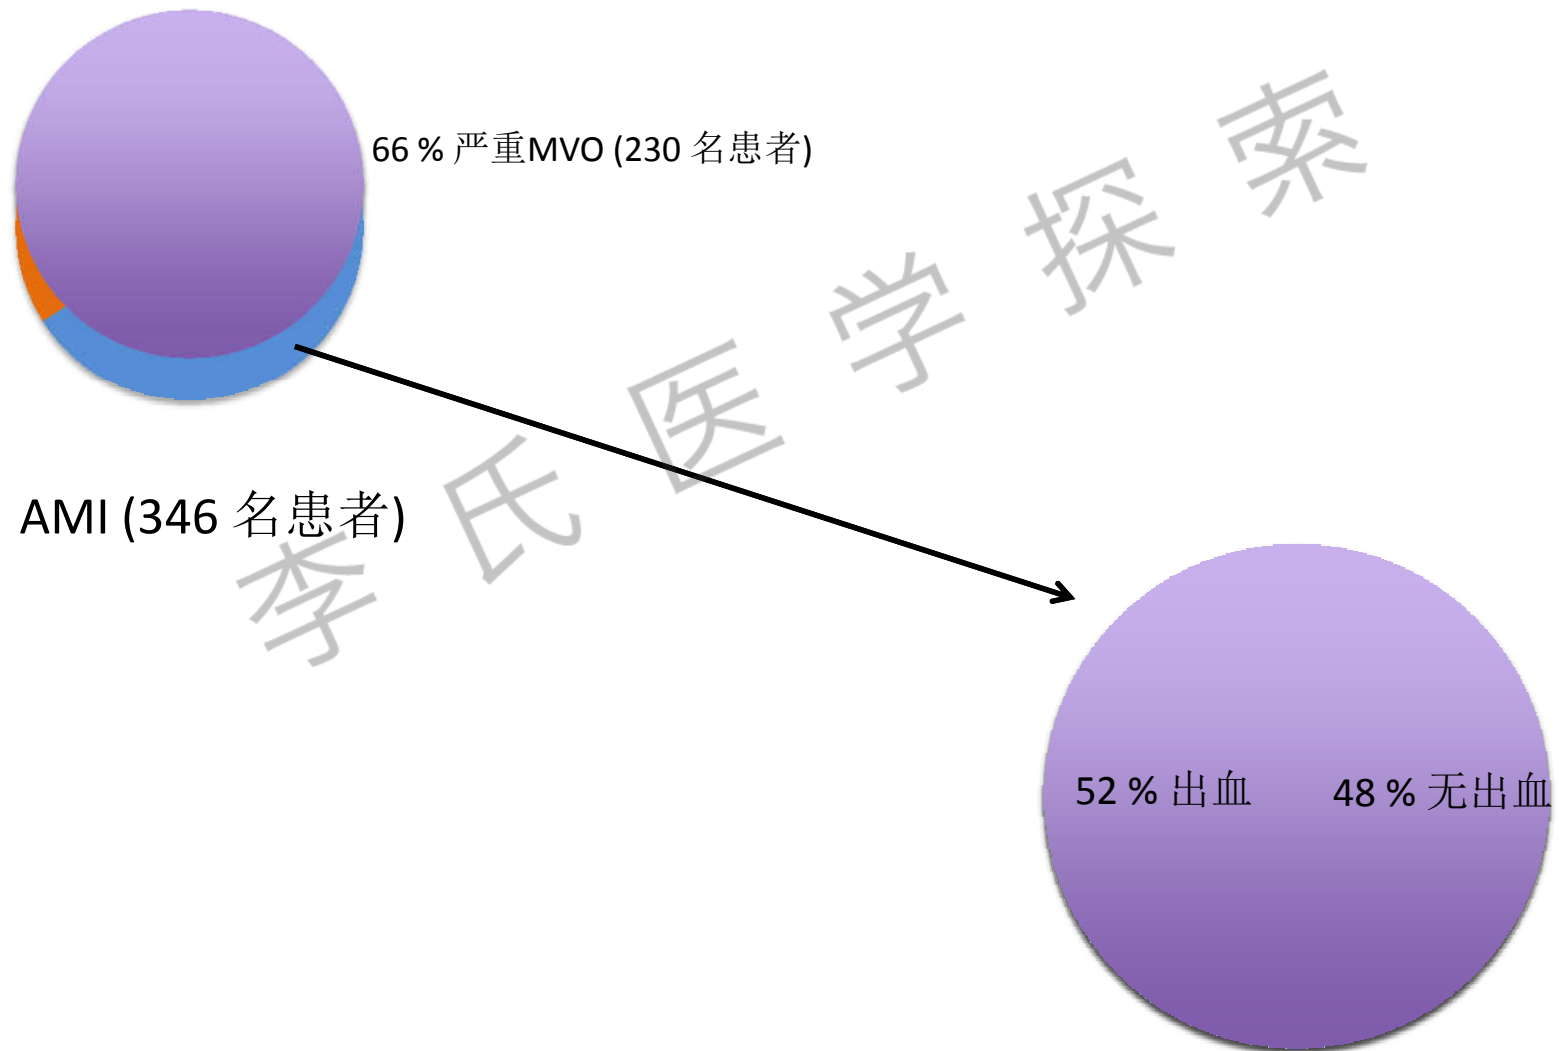 66 % 严重MVO (230 名患者)
AMI (346 名患者)
52 % 出血
48 % 无出血
李氏医学探索